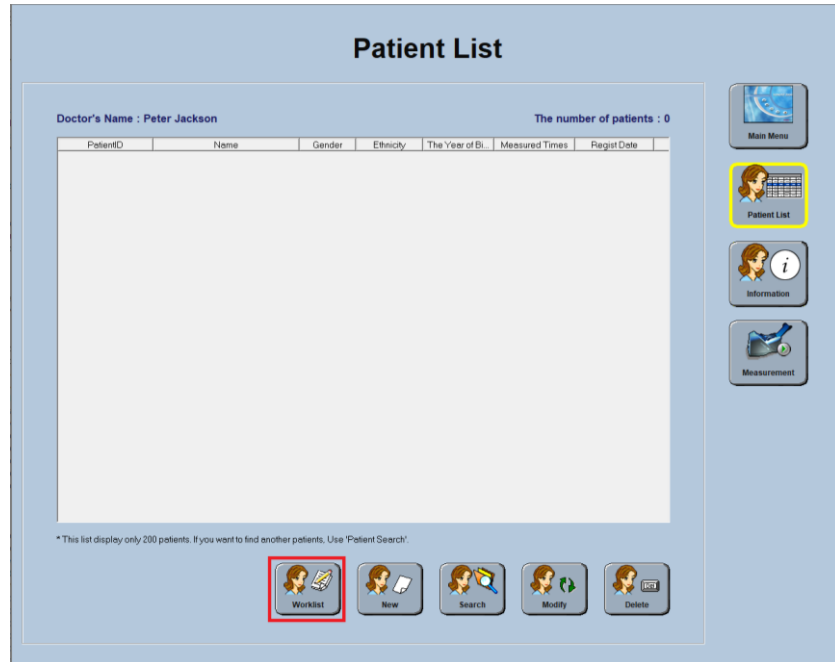 Patient List
Doctor's Name : Peter Jackson
The number of patients : 0
PatientID Name Gender Ethnicity The Year of Bi... Measured Times Regist Date
* This list display only 200 patients. If you want to find another patients, Use 'Patient Search'.
Worklist
New
Search
Modify
Delete
Main Menu
Patient List
i
Information
Measurement